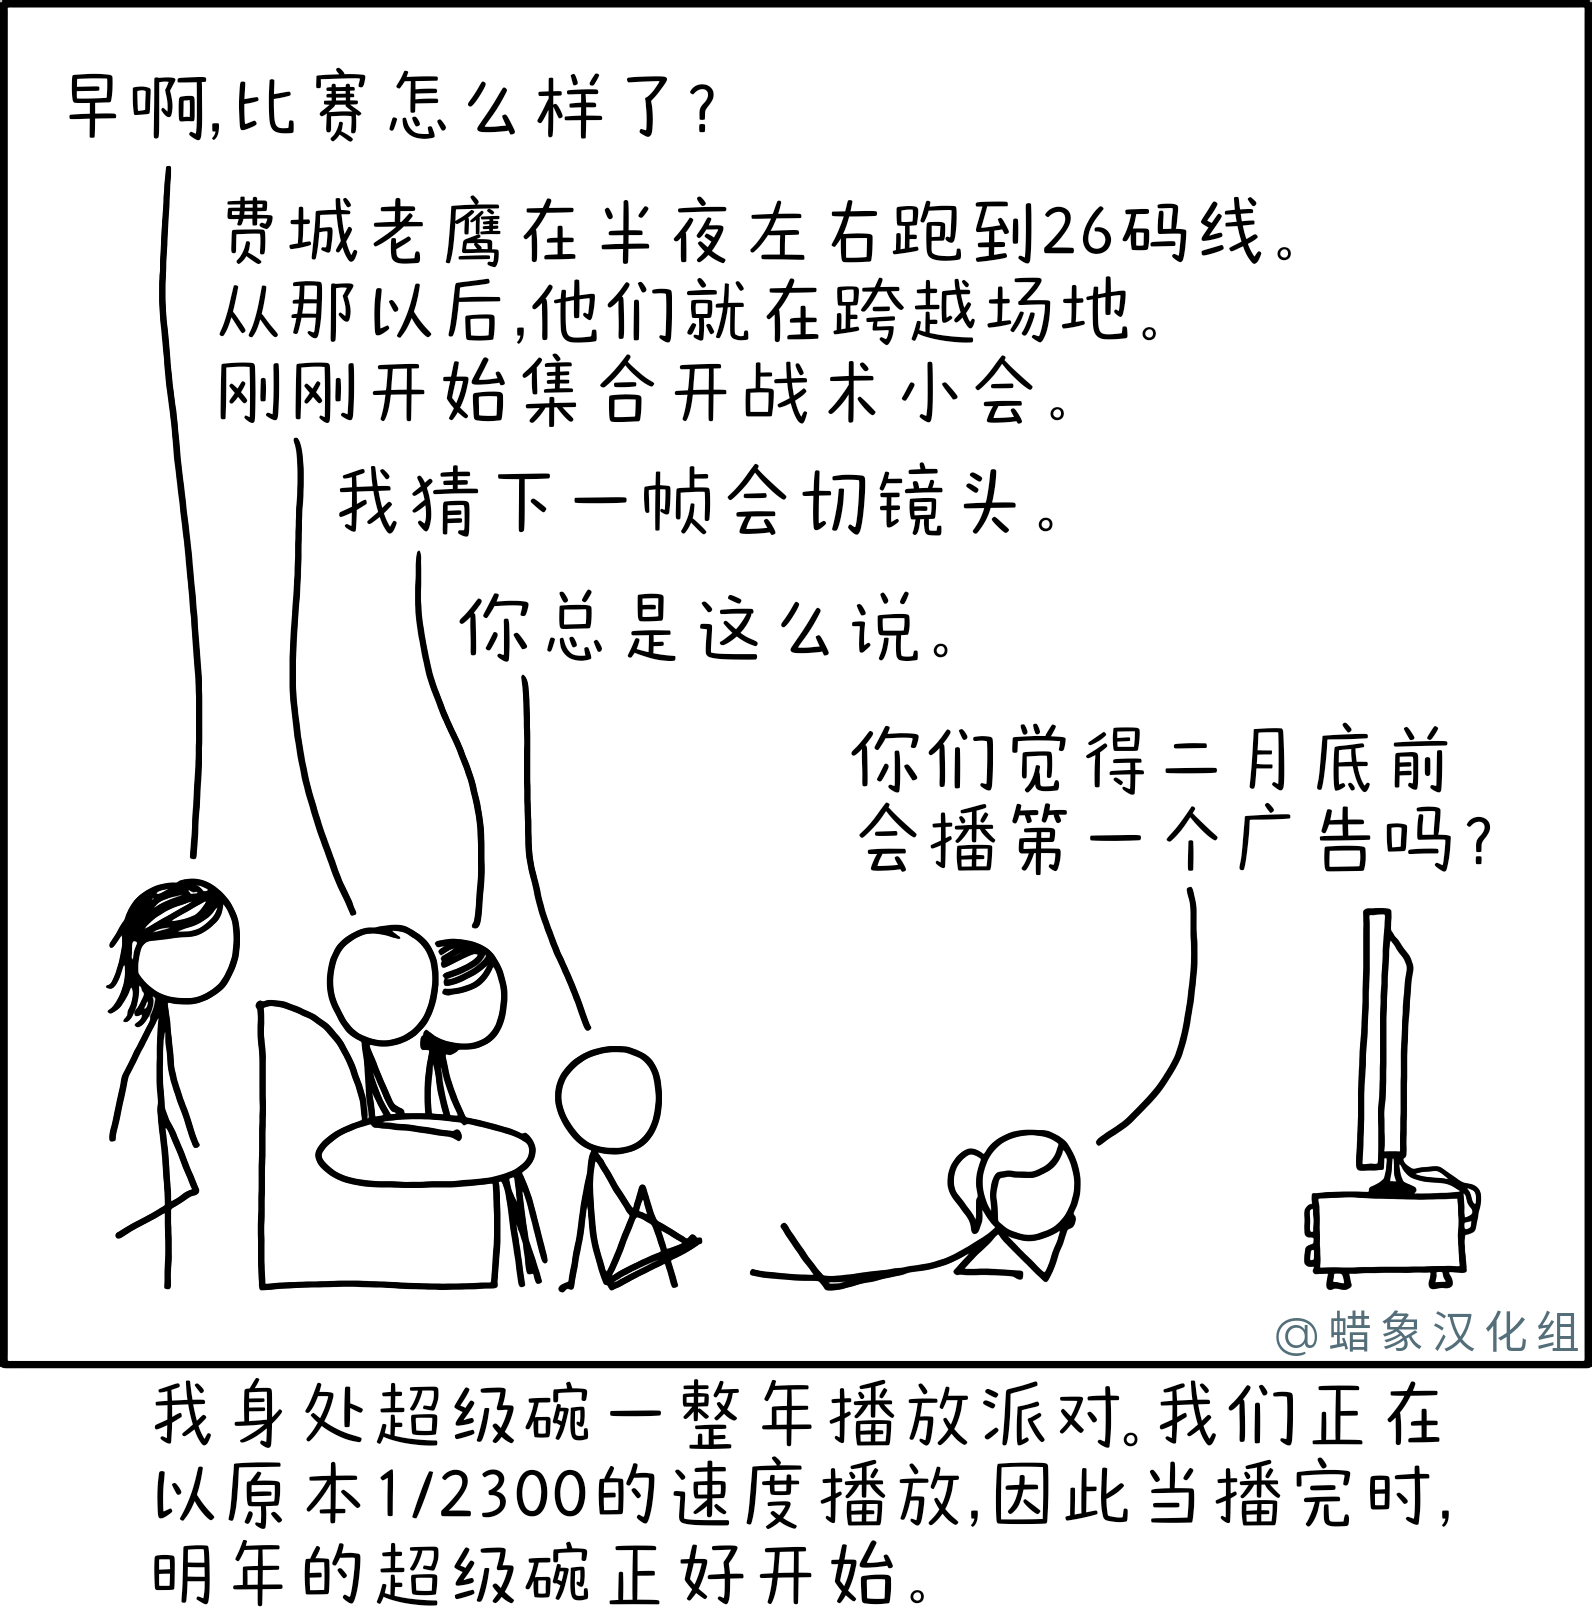 早啊,比赛怎么样了?
费城老鹰在半夜左右跑到26码线。
从那以后,他们就在跨越场地。
刚刚开始集合开战术小会。
我猜下一帧会切镜头。
你总是这么说。
你们觉得二月底前
会播第一个广告吗?
@蜡象汉化组
我身处超级碗一整年播放派对。我们正在
以原本1/2300的速度播放,因此当播完时,
明年的超级碗正好开始。